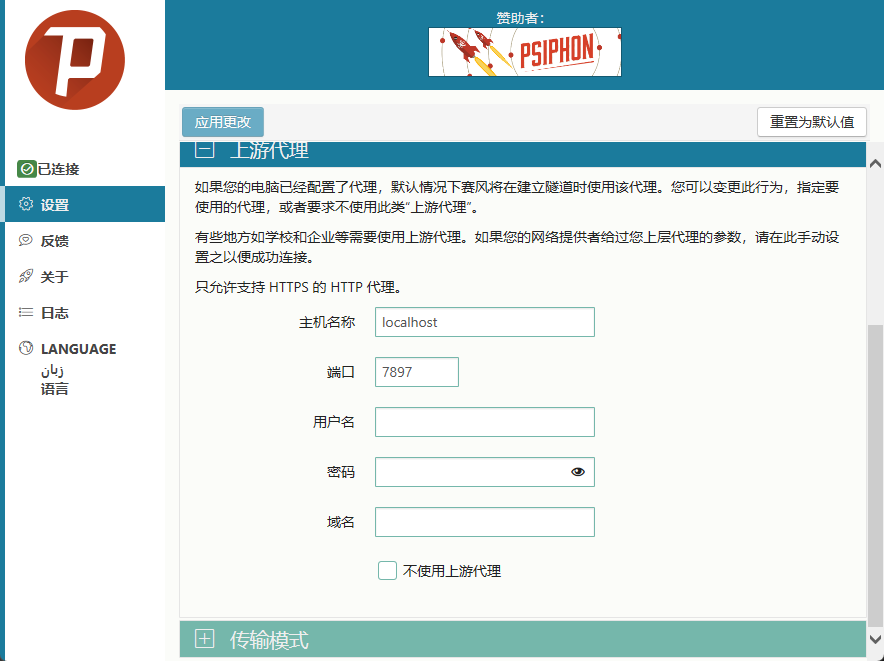 赞助者：
PSIPHON
应用更改
重置为默认值
已连接
设置
反馈
关于
日志
LANGUAGE
زبان
语言
上游代理
如果您的电脑已经配置了代理，默认情况下赛风将在建立隧道时使用该代理。您可以变更此行为，指定要
使用的代理，或者要求不使用此类“上游代理”。
有些地方如学校和企业等需要使用上游代理。如果您的网络提供者给过您上层代理的参数，请在此手动设
置之以便成功连接。
只允许支持 HTTPS 的 HTTP 代理。
主机名称 localhost
端口 7897
用户名
密码
域名
不使用上游代理
传输模式